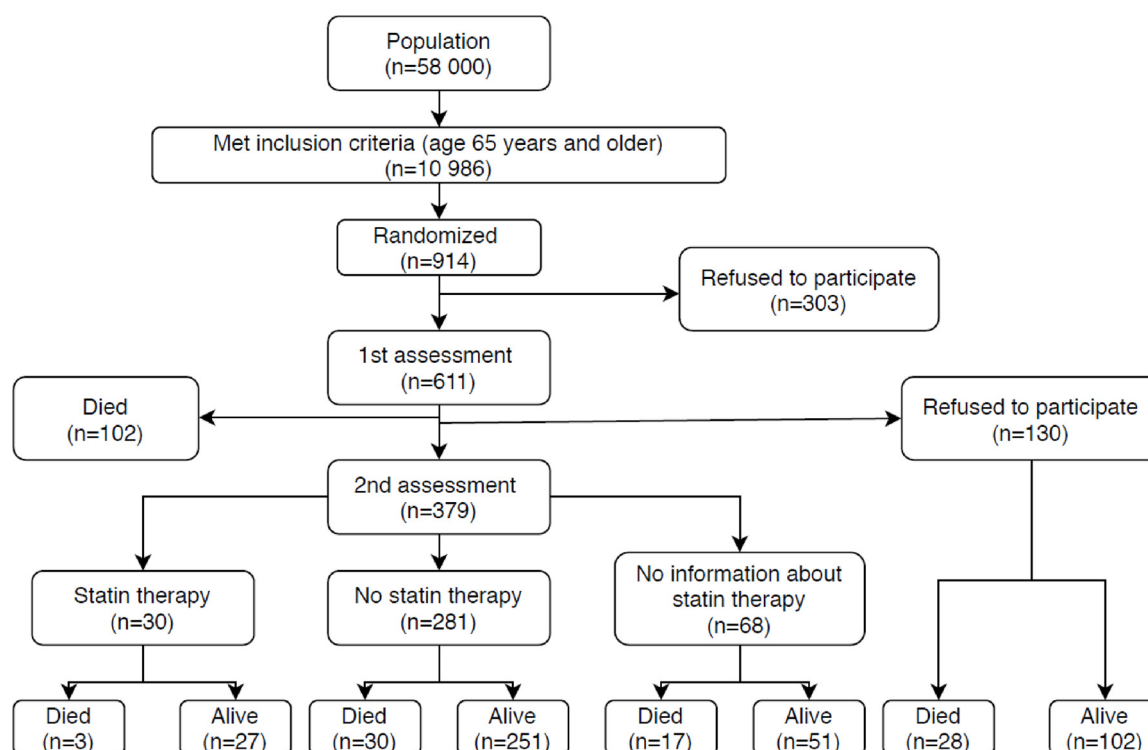 Population
(n=58 000)
Met inclusion criteria (age 65 years and older)
(n=10 986)
Randomized
(n=914)
Refused to participate
(n=303)
1st assessment
(n=611)
Died
(n=102)
Refused to participate
(n=130)
2nd assessment
(n=379)
Statin therapy
(n=30)
No statin therapy
(n=281)
No information about
statin therapy
(n=68)
Died
(n=3)
Alive
(n=27)
Died
(n=30)
Alive
(n=251)
Died
(n=17)
Alive
(n=51)
Died
(n=28)
Alive
(n=102)